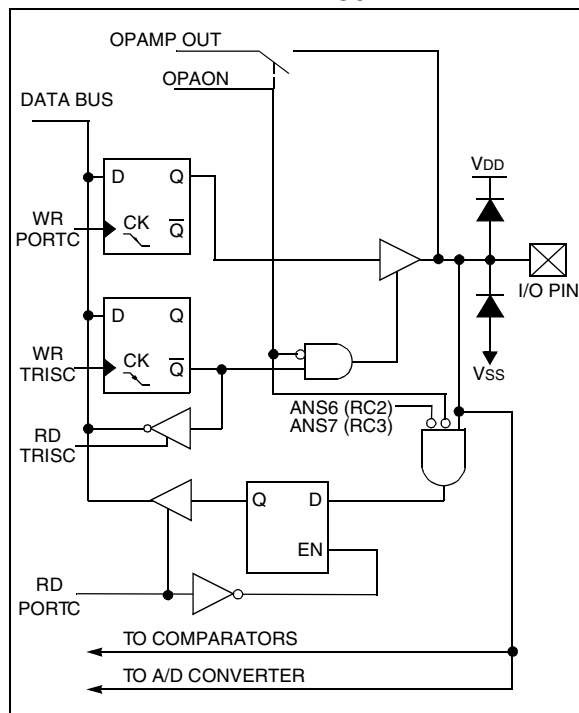 OPAMP OUT
OPAON
DATA BUS
D Q
CK Q
WR
PORTC
VDD
I/O PIN
VSS
D Q
CK Q
WR
TRISC
RD
TRISC
ANS6 (RC2)
ANS7 (RC3)
Q D
EN
RD
PORTC
TO COMPARATORS
TO A/D CONVERTER